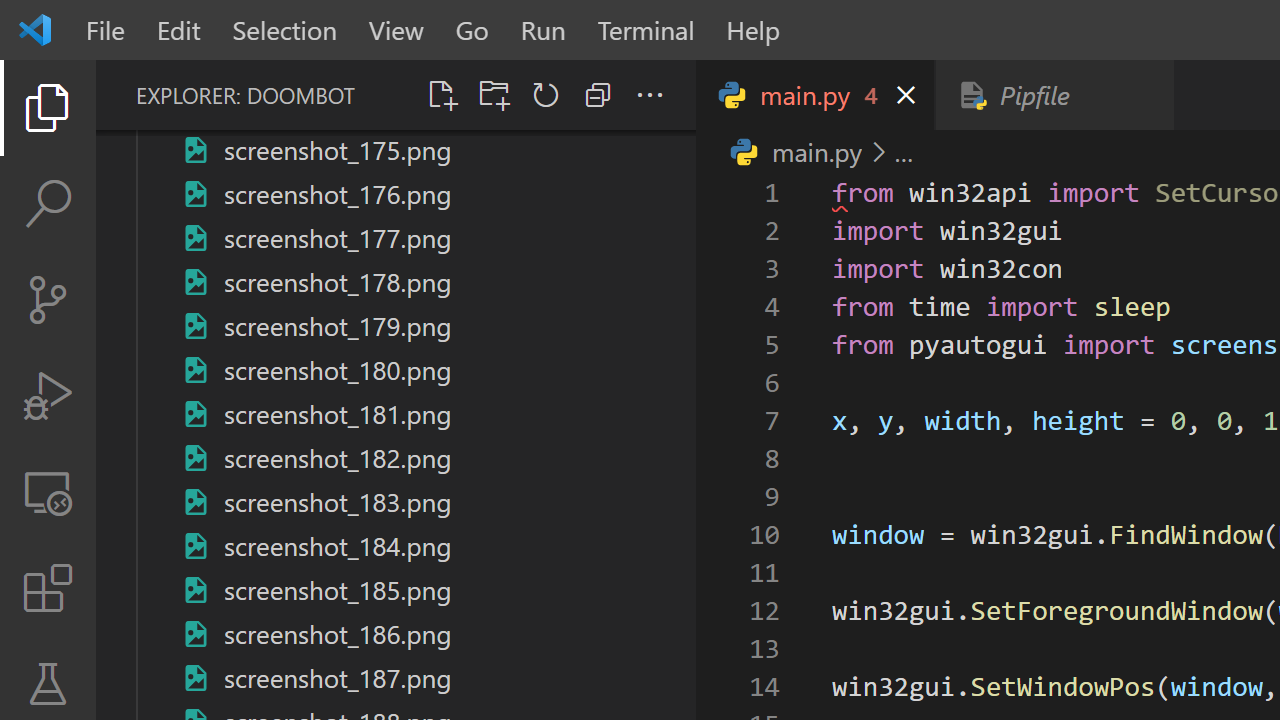 File Edit Selection View Go Run Terminal Help
EXPLORER: DOOMBOT
screenshot_175.png
screenshot_176.png
screenshot_177.png
screenshot_178.png
screenshot_179.png
screenshot_180.png
screenshot_181.png
screenshot_182.png
screenshot_183.png
screenshot_184.png
screenshot_185.png
screenshot_186.png
screenshot_187.png
screenshot_188.png
main.py 4 Pipfile
main.py > ...
1 from win32api import SetCurso
2 import win32gui
3 import win32con
4 from time import sleep
5 from pyautogui import screens
6
7 x, y, width, height = 0, 0, 1
8
9
10 window = win32gui.FindWindow(
11
12 win32gui.SetForegroundWindow(
13
14 win32gui.SetWindowPos(window,
15